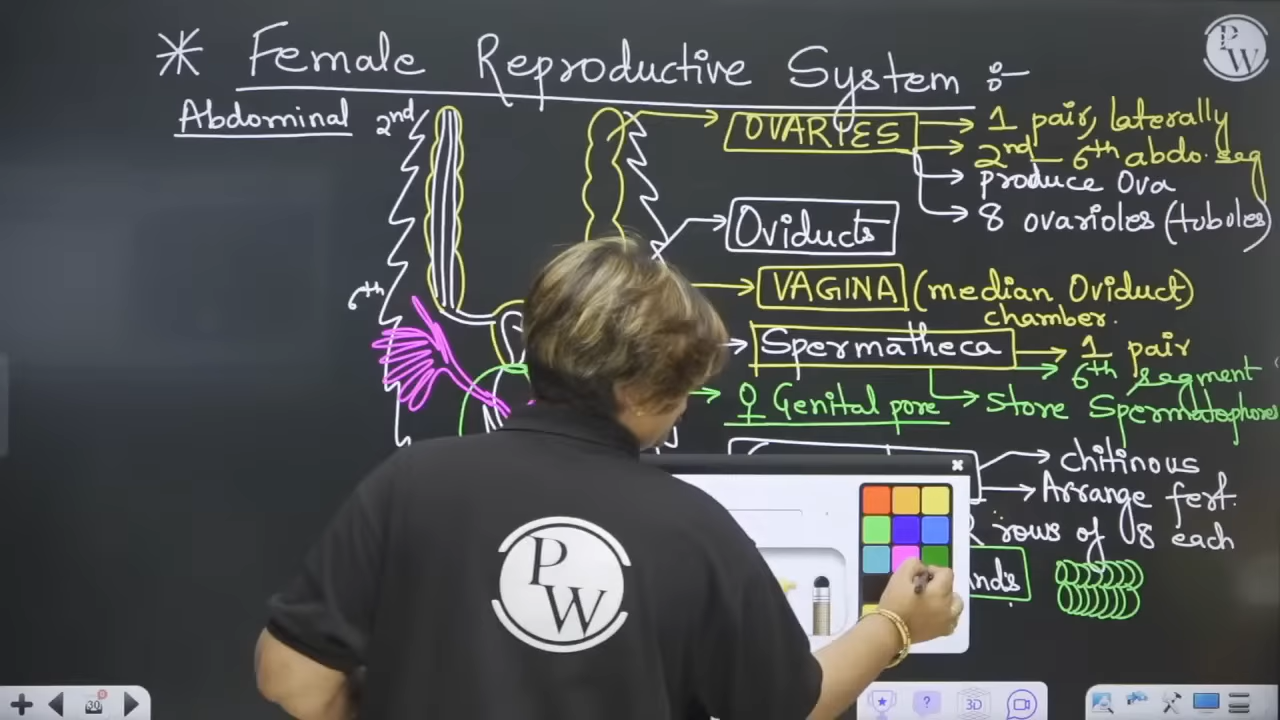 * Female Reproductive System :-
PW
Abdominal
2nd
OVARIES
1 pair, laterally
2nd - 6th abdo. seg
produce Ova
8 ovarioles (tubules)
Oviducts
6th
VAGINA (median Oviduct)
chamber.
Spermatheca
1 pair
6th segment
♀ Genital pore
store Spermatophores
chitinous
Arrange fert.
rows of 8 each
PW
30
?
3D